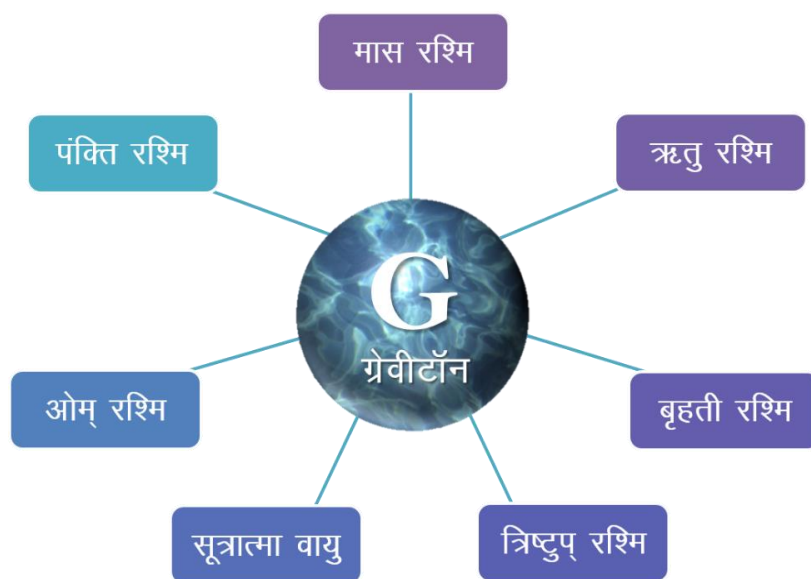 मास रश्मि
पंक्ति रश्मि
ऋतु रश्मि
G
ग्रेवीटॉन
ओम् रश्मि
बृहती रश्मि
सूत्रात्मा वायु
त्रिष्टुप् रश्मि